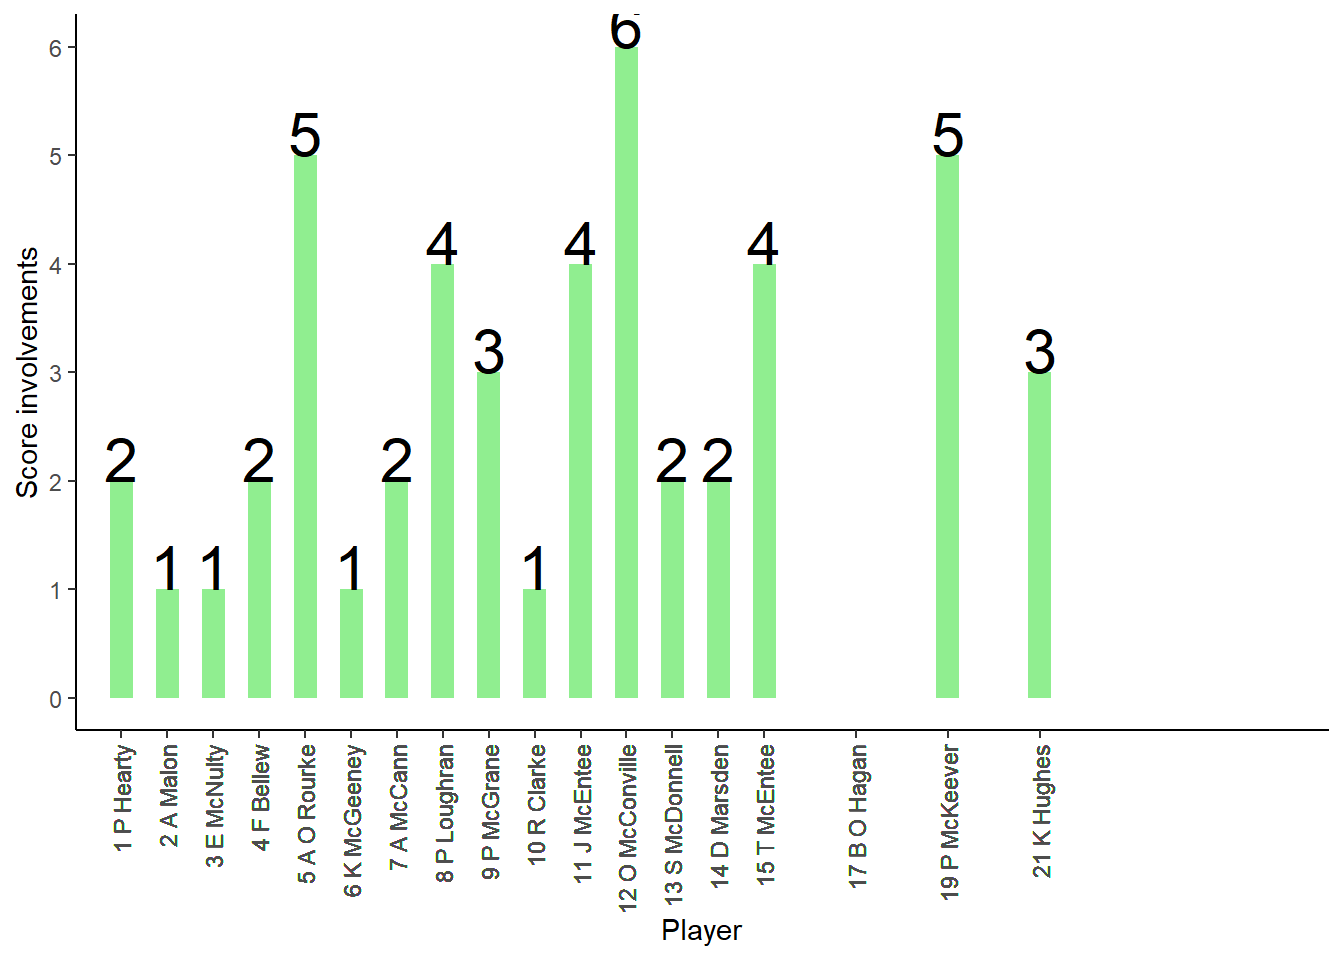 Score involvements
6
5
4
3
2
1
0
2
1
1
2
5
1
2
4
3
1
4
6
2
2
4
5
3
1 P Hearty
2 A Malon
3 E McNulty
4 F Bellew
5 A O Rourke
6 K McGeeney
7 A McCann
8 P Loughran
9 P McGrane
10 R Clarke
11 J McEntee
12 O McConville
13 S McDonnell
14 D Marsden
15 T McEntee
17 B O Hagan
19 P McKeever
21 K Hughes
Player